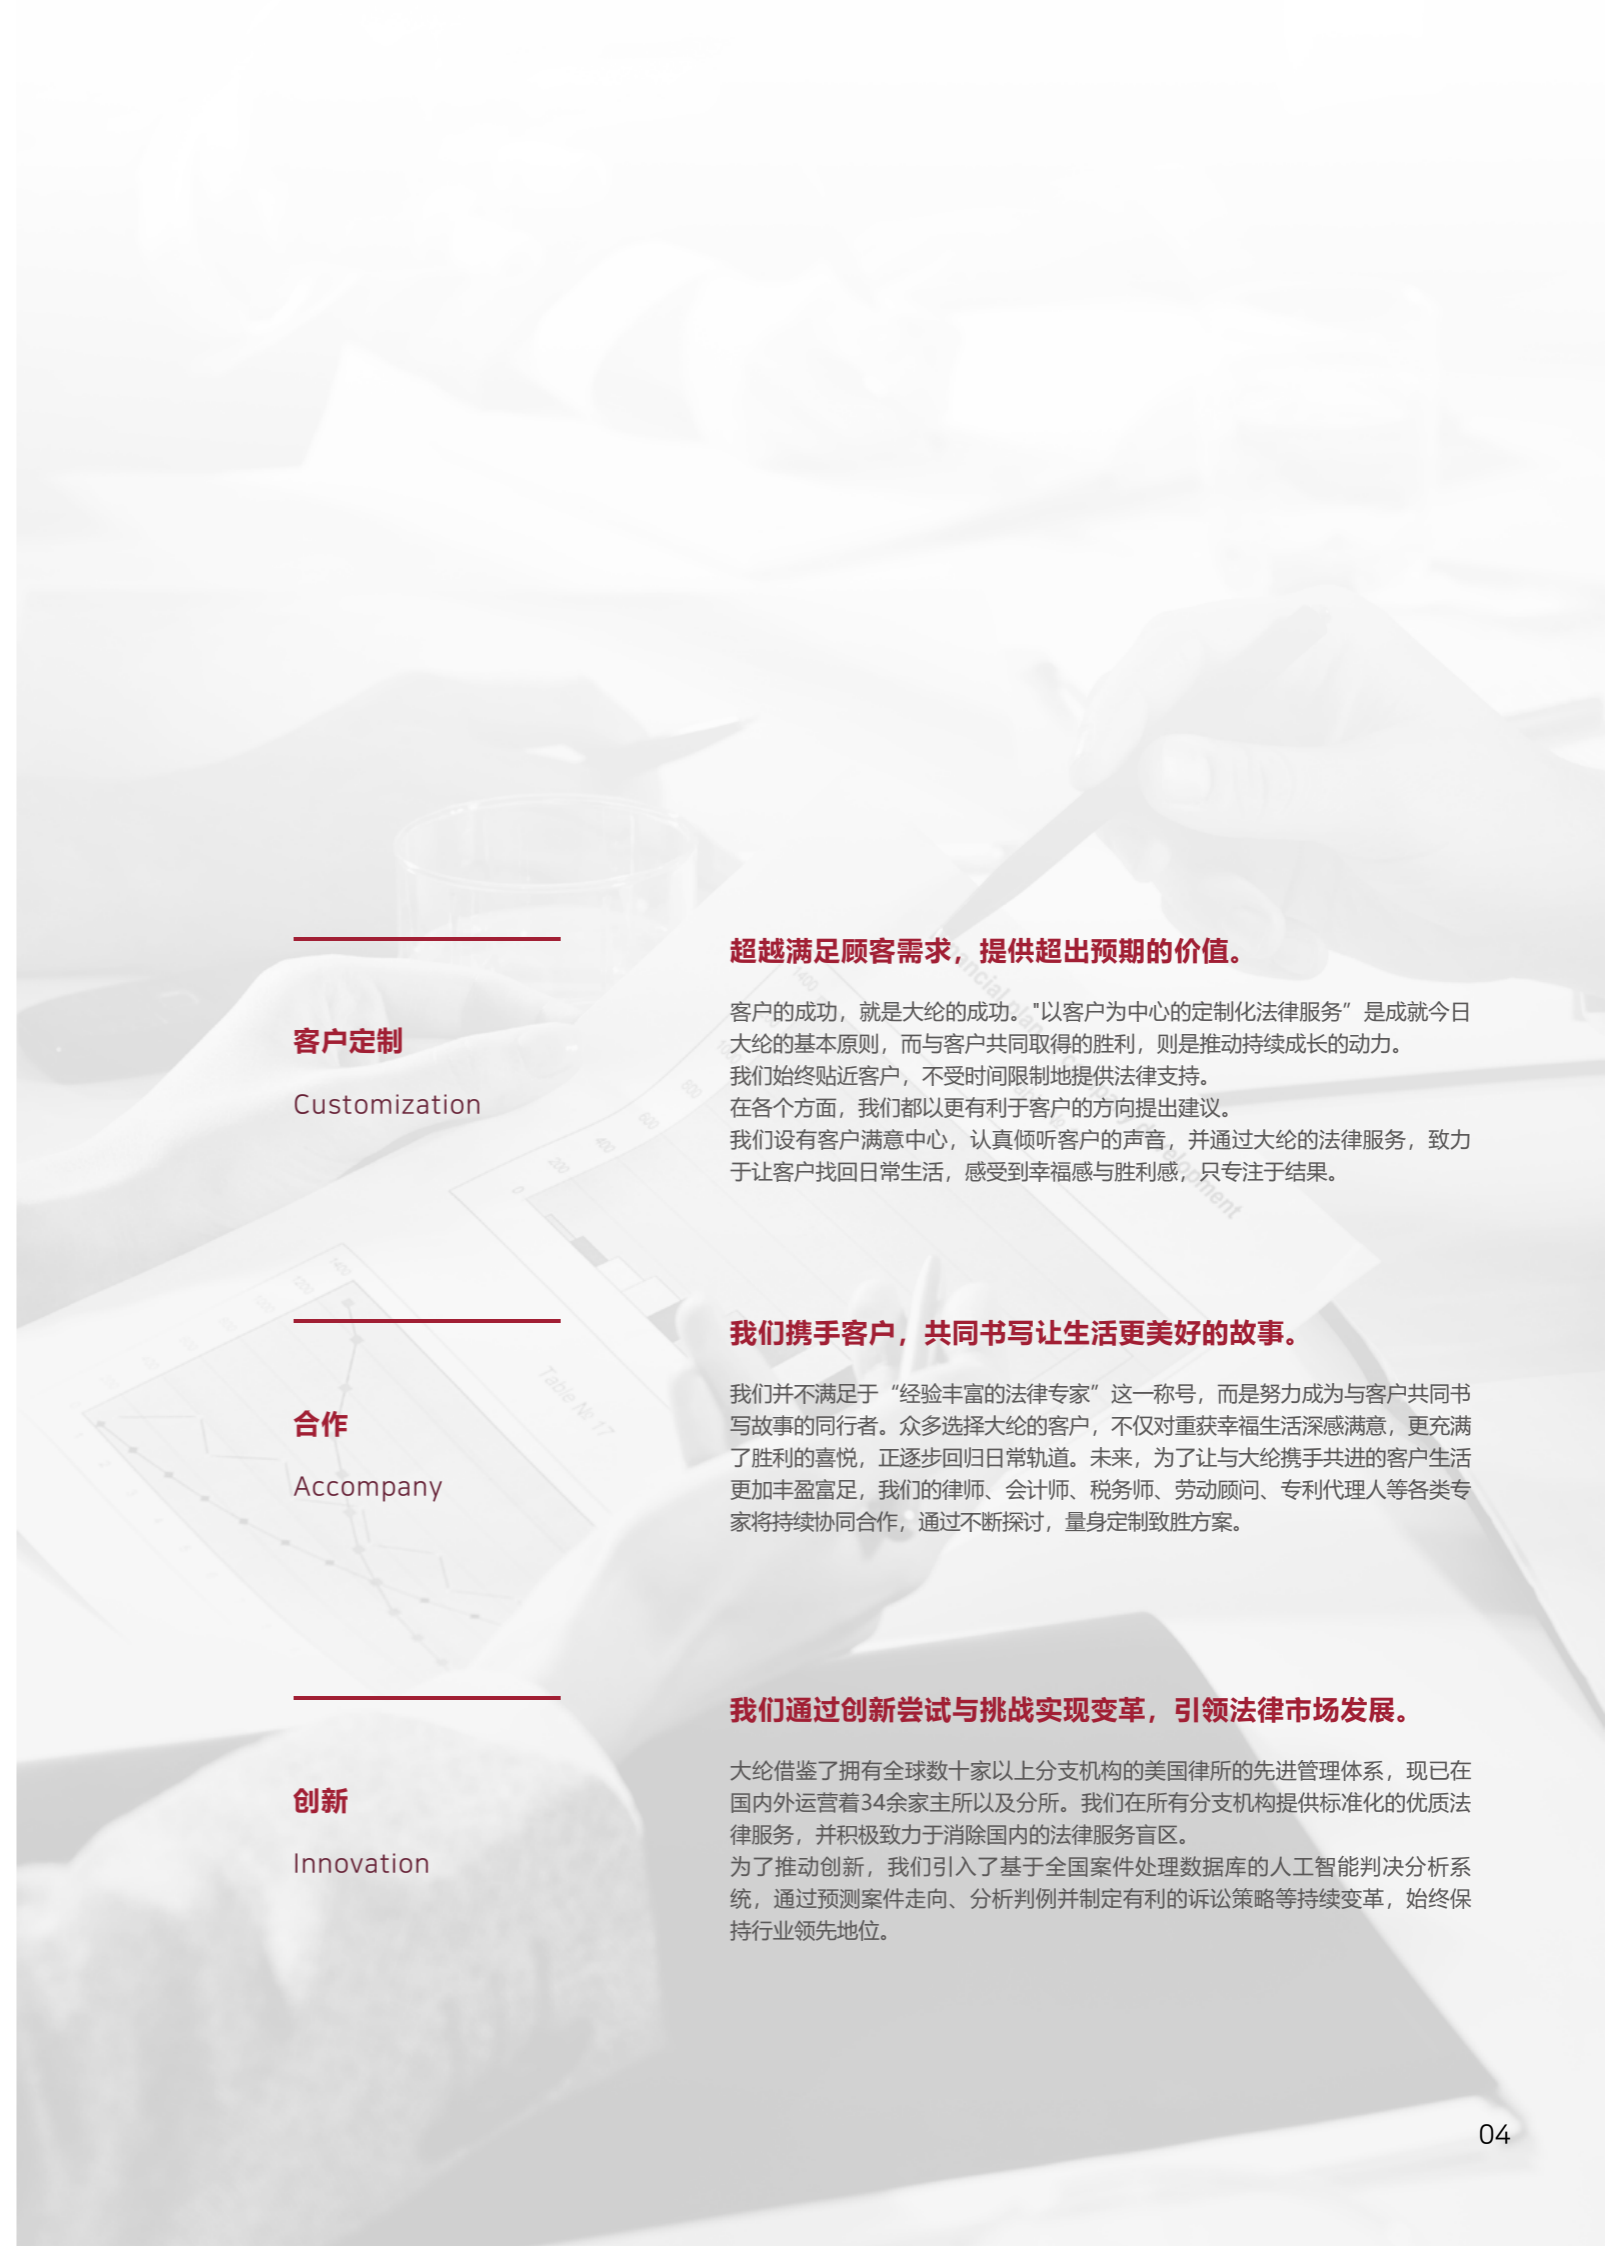 超越满足顾客需求，提供超出预期的价值。
客户定制
Customization
客户的成功，就是大纶的成功。"以客户为中心的定制化法律服务”是成就今日
大纶的基本原则，而与客户共同取得的胜利，则是推动持续成长的动力。
我们始终贴近客户，不受时间限制地提供法律支持。
在各个方面，我们都以更有利于客户的方向提出建议。
我们设有客户满意中心，认真倾听客户的声音，并通过大纶的法律服务，致力
于让客户找回日常生活，感受到幸福感与胜利感，只专注于结果。
我们携手客户，共同书写让生活更美好的故事。
合作
Accompany
我们并不满足于“经验丰富的法律专家”这一称号，而是努力成为与客户共同书
写故事的同行者。众多选择大纶的客户，不仅对重获幸福生活深感满意，更充满
了胜利的喜悦，正逐步回归日常轨道。未来，为了让与大纶携手共进的客户生活
更加丰盈富足，我们的律师、会计师、税务师、劳动顾问、专利代理人等各类专
家将持续协同合作，通过不断探讨，量身定制致胜方案。
我们通过创新尝试与挑战实现变革，引领法律市场发展。
创新
Innovation
大纶借鉴了拥有全球数十家以上分支机构的美国律所的先进管理体系，现已在
国内外运营着34余家主所以及分所。我们在所有分支机构提供标准化的优质法
律服务，并积极致力于消除国内的法律服务盲区。
为了推动创新，我们引入了基于全国案件处理数据库的人工智能判决分析系
统，通过预测案件走向、分析判例并制定有利的诉讼策略等持续变革，始终保
持行业领先地位。
04